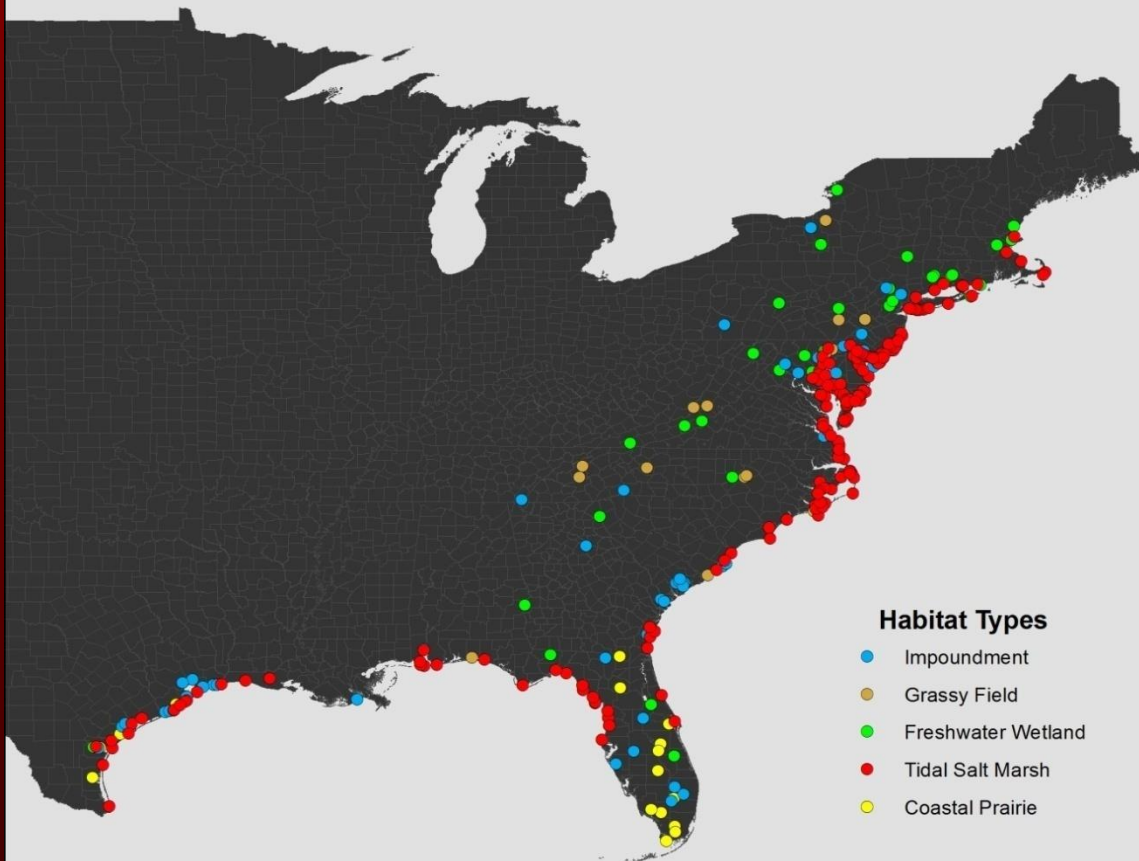 Habitat Types
Impoundment
Grassy Field
Freshwater Wetland
Tidal Salt Marsh
Coastal Prairie